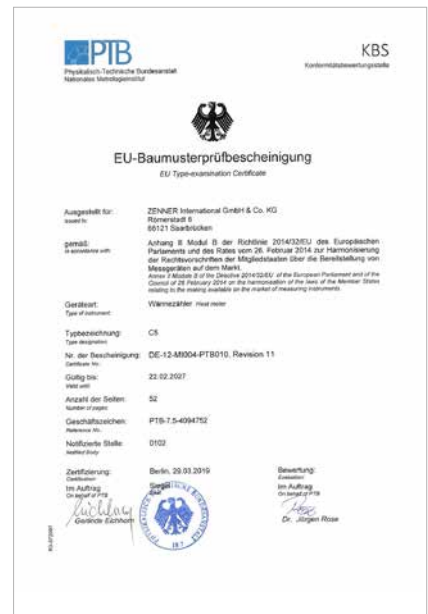 PTB
Physikalisch-Technische Bundesanstalt
Nationales Metrologieinstitut
KBS
Konformitätsbewertungsstelle
EU-Baumusterprüfbescheinigung
EU Type-examination Certificate
Ausgestellt für:
Issued to:
ZENNER International GmbH & Co. KG
Römerstadt 6
66121 Saarbrücken
gemäß:
In accordance with:
Anhang II Modul B der Richtlinie 2014/32/EU des Europäischen
Parlaments und des Rates vom 26. Februar 2014 zur Harmonisierung
der Rechtsvorschriften der Mitgliedstaaten über die Bereitstellung von
Messgeräten auf dem Markt.
Annex II Module B of the Directive 2014/32/EU of the European Parliament and of the
Council of 26 February 2014 on the harmonisation of the laws of the Member States
relating to the making available on the market of measuring instruments.
Geräteart:
Type of instrument:
Wärmezähler Heat meter
Typbezeichnung:
Type designation:
C5
Nr. der Bescheinigung:
Certificate No.:
DE-12-MI004-PTB010, Revision 11
Gültig bis:
Valid until:
22.02.2027
Anzahl der Seiten:
Number of pages:
52
Geschäftszeichen:
Reference No.:
PTB-7.5-4094752
Notifizierte Stelle:
Notified Body:
0102
Zertifizierung:
Certification:
Im Auftrag
On behalf of PTB
Gerlinde Eichhorn
Berlin, 29.03.2019
Siegel
Seal
Bewertung:
Evaluation:
Im Auftrag
On behalf of PTB
Dr. Jürgen Rose